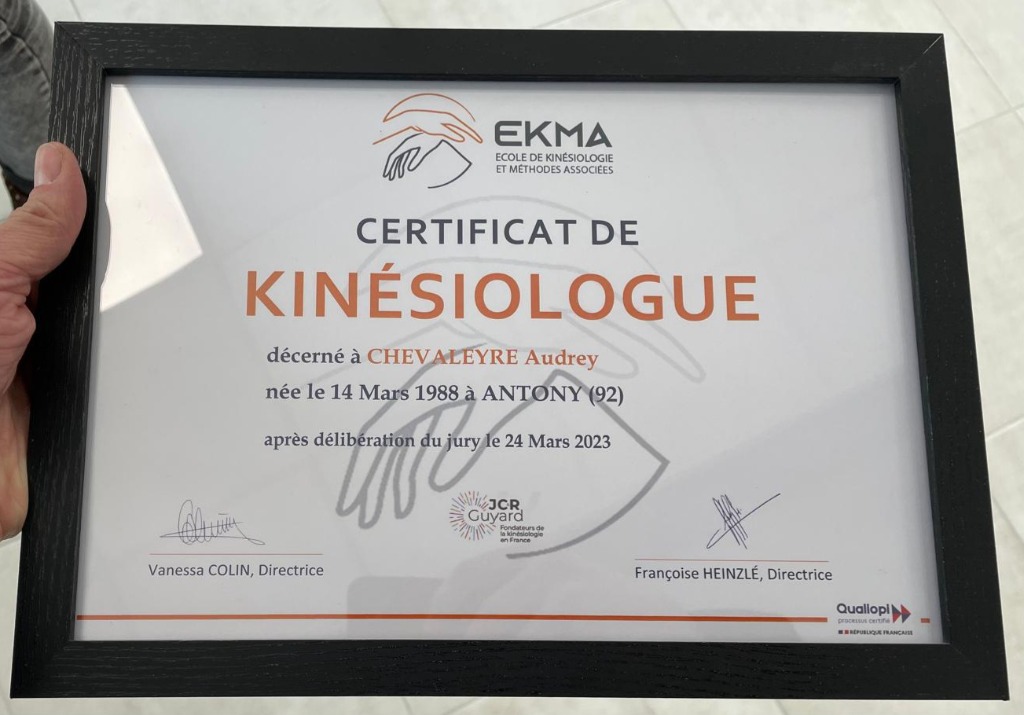 EKMA
ECOLE DE KINÉSIOLOGIE
ET MÉTHODES ASSOCIÉES
CERTIFICAT DE
KINÉSIOLOGUE
décerné à CHEVALEYRE Audrey
née le 14 Mars 1988 à ANTONY (92)
après délibération du jury le 24 Mars 2023
JC&R
Guyard
Fondateurs de
la kinésiologie
en France
Vanessa COLIN, Directrice
Françoise HEINZLÉ, Directrice
Qualiopi
processus certifié
RÉPUBLIQUE FRANÇAISE